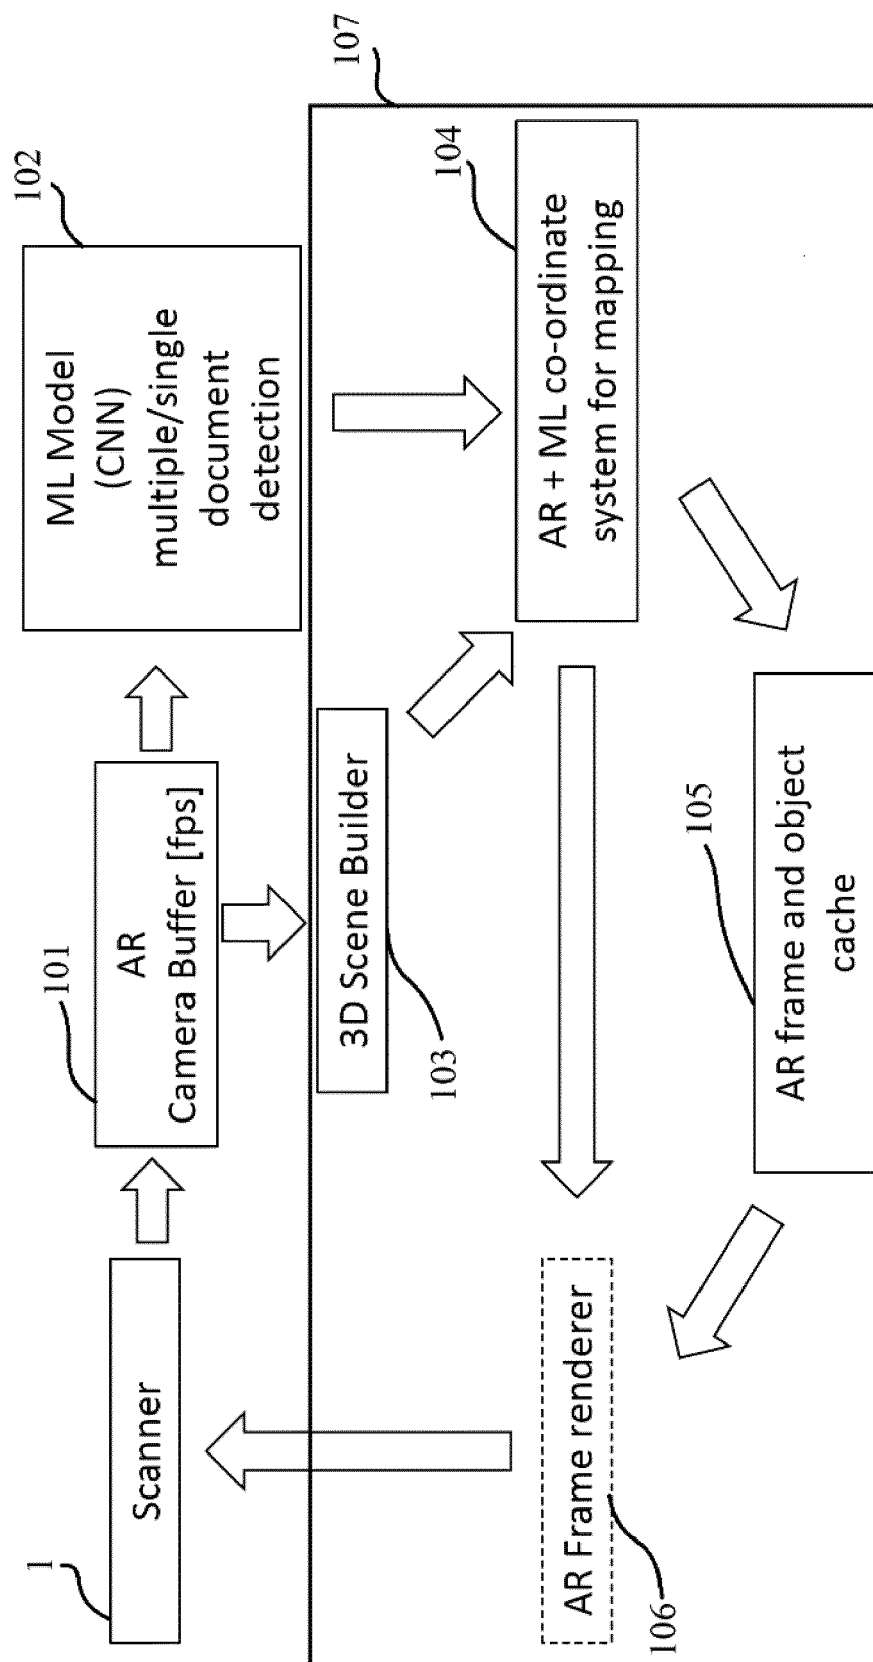 1
Scanner
101
AR
Camera Buffer [fps]
102
ML Model
(CNN)
multiple/single
document
detection
107
3D Scene Builder
103
104
AR + ML co-ordinate
system for mapping
AR Frame renderer
106
105
AR frame and object
cache